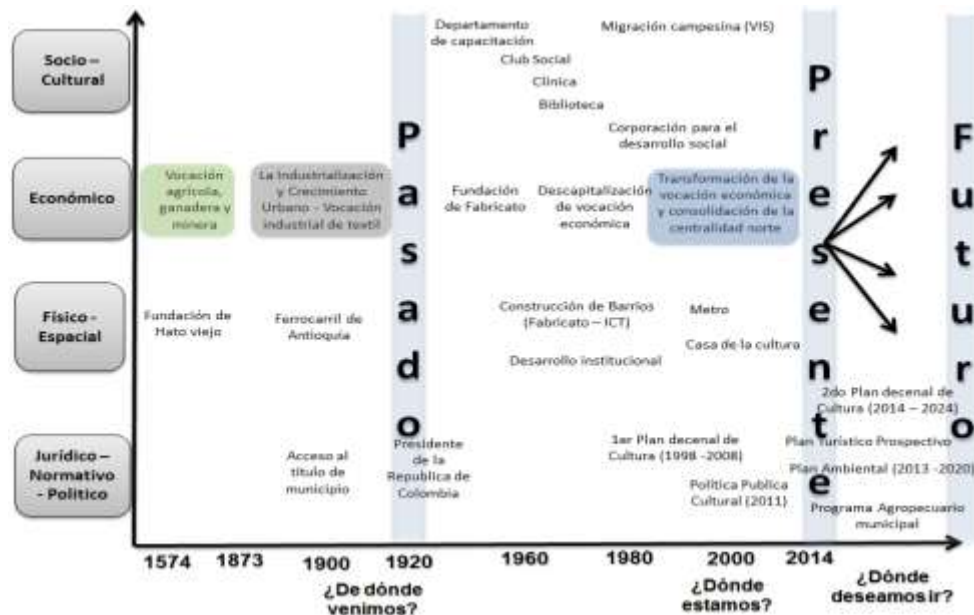 Socio –
Cultural
Departamento
de capacitación
Migración campesina (VIS)
Club Social
Clinica
Biblioteca
Corporación para el
desarrollo social
Económico
Vocación
agrícola,
ganadera y
minera
La Industrialización
y Crecimiento
Urbano - Vocación
industrial de textil
Fundación
de Fabricato
Descapitalización
de vocación
económica
Transformación de la
vocación económica
y consolidación de la
centralidad norte
Físico -
Espacial
Fundación de
Hato viejo
Ferrocarril de
Antioquia
Construcción de Barrios
(Fabricato – ICT)
Metro
Desarrollo institucional
Casa de la cultura
Jurídico –
Normativo
- Político
Acceso al
título de
municipio
Presidente
de la
Republica de
Colombia
1er Plan decenal de
Cultura (1998 -2008)
Política Publica
Cultural (2011)
2do Plan decenal de
Cultura (2014 – 2024)
Plan Turístico Prospectivo
Plan Ambiental (2013 -2020)
Programa Agropecuario
municipal
Pasado
Presente
Futuro
1574 1873 1900 1920 1960 1980 2000 2014
¿De dónde
venimos?
¿Dónde
estamos?
¿Dónde
deseamos ir?